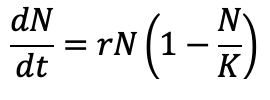 dN/dt = rN(1 − N/K)